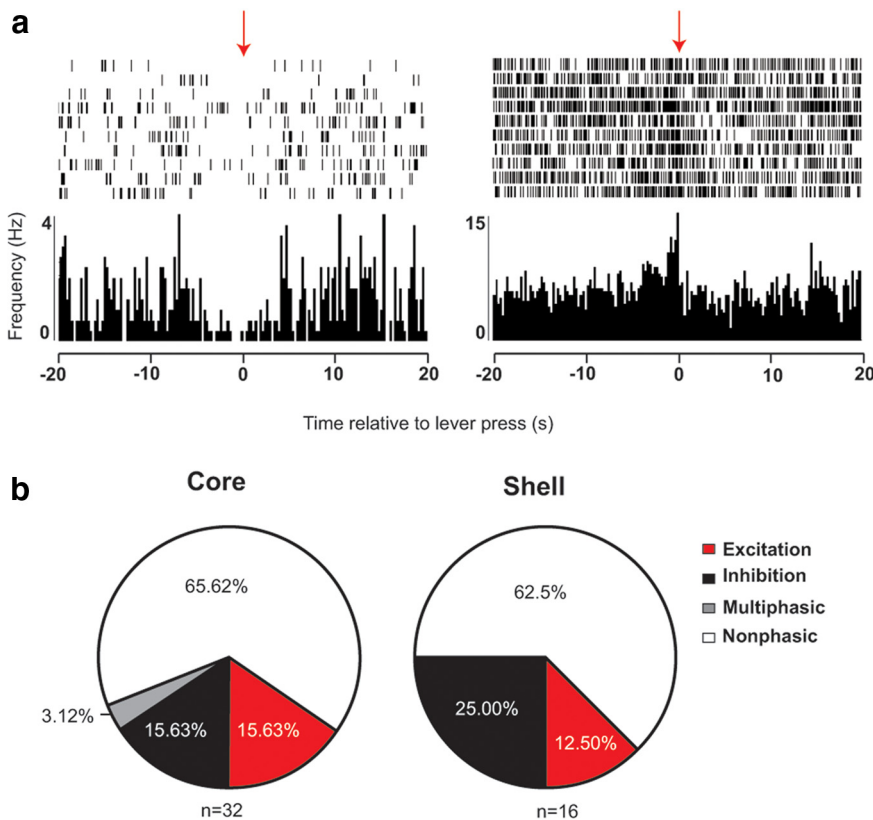 a
Frequency (Hz)
4
0
-20 -10 0 10 20
15
0
-20 -10 0 10 20
Time relative to lever press (s)
b
Core
65.62%
3.12%
15.63%
15.63%
n=32
Shell
62.5%
25.00%
12.50%
n=16
Excitation
Inhibition
Multiphasic
Nonphasic